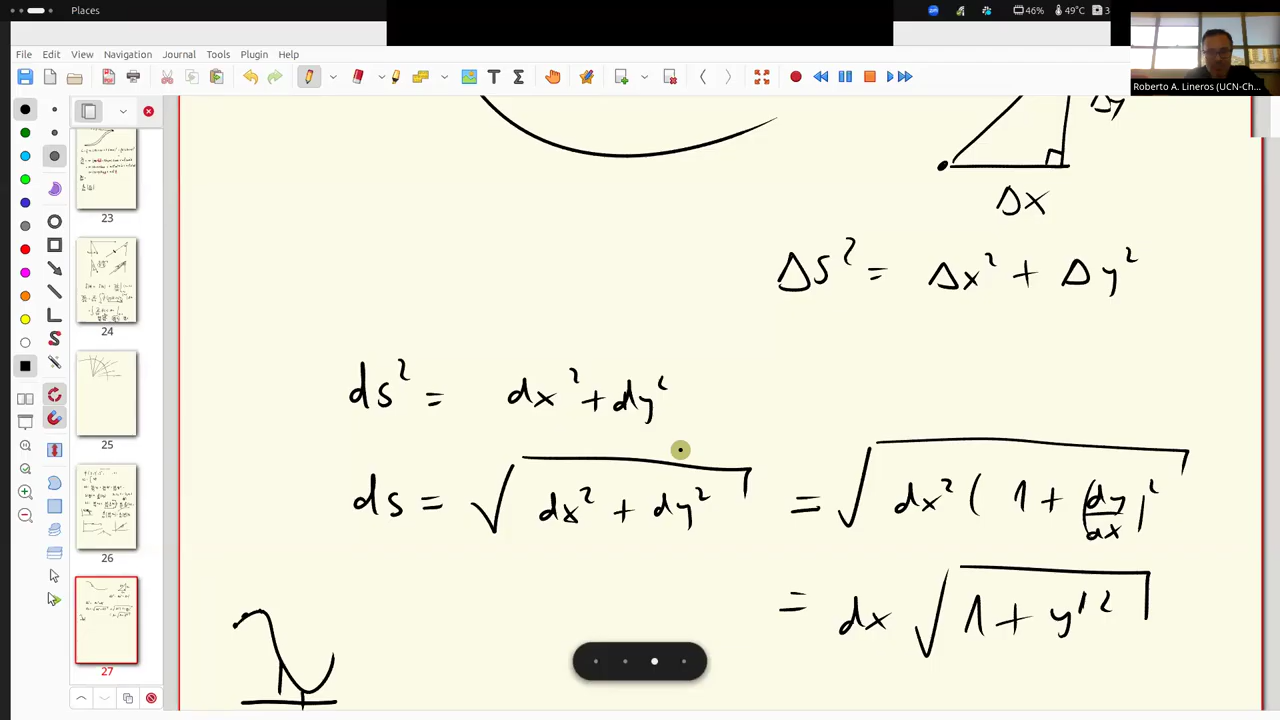 Places
46%
49°C
3
File Edit View Navigation Journal Tools Plugin Help
Roberto A. Lineros (UCN-Ch...
Δy
Δx
Δs² = Δx² + Δy²
ds² = dx² + dy²
ds = √(dx² + dy²) = √(dx² (1 + (dy/dx)²
= dx √(1 + y'²)
23
24
25
26
27